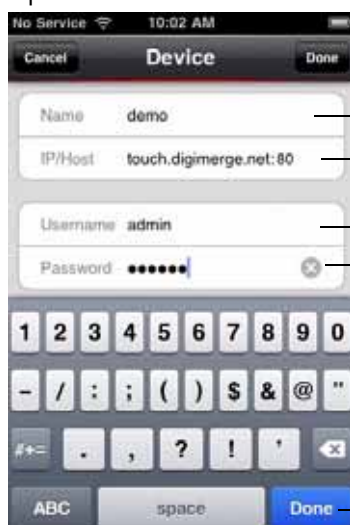 No Service 10:02 AM
Cancel Device Done
Name demo
IP/Host touch.digimerge.net:80
Username admin
Password ••••••
1 2 3 4 5 6 7 8 9 0
- / : ; ( ) $ & @ "
#+= . , ? ! '
ABC space Done